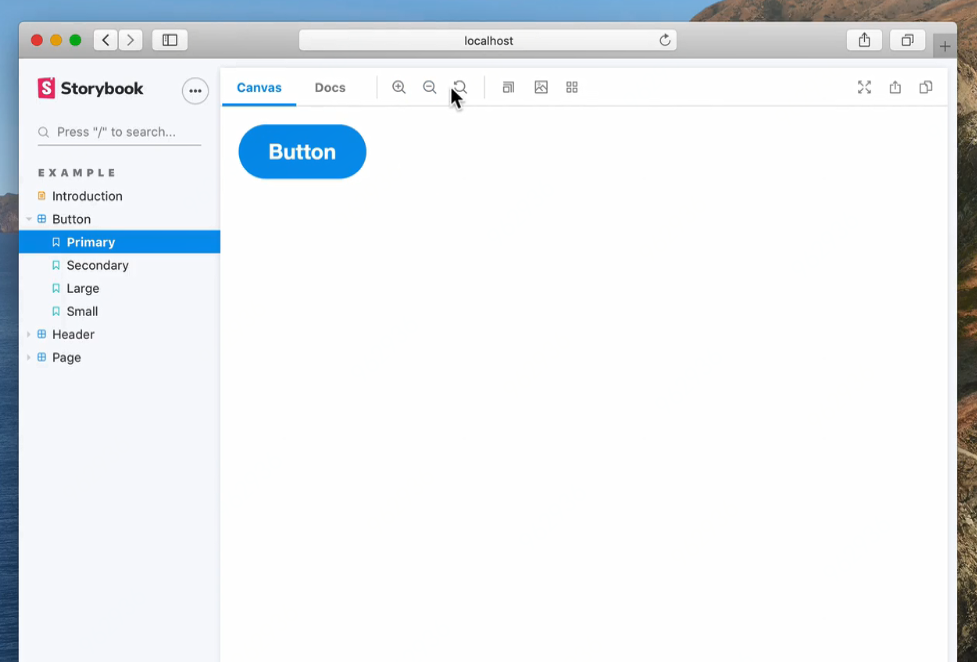 localhost
Storybook
Canvas Docs
Press "/" to search...
Button
EXAMPLE
Introduction
Button
Primary
Secondary
Large
Small
Header
Page